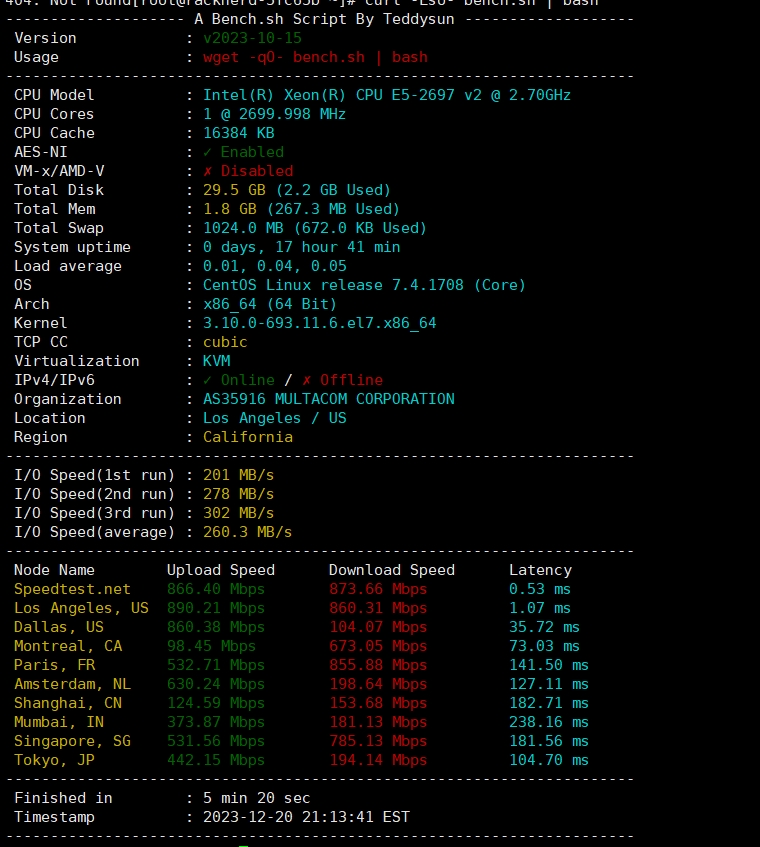 404: Not Found[root@racknerd-5fc65b ~]# curl -Lso- bench.sh | bash
-------------------- A Bench.sh Script By Teddysun -------------------
Version : v2023-10-15
Usage : wget -qO- bench.sh | bash
----------------------------------------------------------------------
CPU Model : Intel(R) Xeon(R) CPU E5-2697 v2 @ 2.70GHz
CPU Cores : 1 @ 2699.998 MHz
CPU Cache : 16384 KB
AES-NI : ✓ Enabled
VM-x/AMD-V : ✗ Disabled
Total Disk : 29.5 GB (2.2 GB Used)
Total Mem : 1.8 GB (267.3 MB Used)
Total Swap : 1024.0 MB (672.0 KB Used)
System uptime : 0 days, 17 hour 41 min
Load average : 0.01, 0.04, 0.05
OS : CentOS Linux release 7.4.1708 (Core)
Arch : x86_64 (64 Bit)
Kernel : 3.10.0-693.11.6.el7.x86_64
TCP CC : cubic
Virtualization : KVM
IPv4/IPv6 : ✓ Online / ✗ Offline
Organization : AS35916 MULTACOM CORPORATION
Location : Los Angeles / US
Region : California
----------------------------------------------------------------------
I/O Speed(1st run) : 201 MB/s
I/O Speed(2nd run) : 278 MB/s
I/O Speed(3rd run) : 302 MB/s
I/O Speed(average) : 260.3 MB/s
----------------------------------------------------------------------
Node Name Upload Speed Download Speed Latency
Speedtest.net 866.40 Mbps 873.66 Mbps 0.53 ms
Los Angeles, US 890.21 Mbps 860.31 Mbps 1.07 ms
Dallas, US 860.38 Mbps 104.07 Mbps 35.72 ms
Montreal, CA 98.45 Mbps 673.05 Mbps 73.03 ms
Paris, FR 532.71 Mbps 855.88 Mbps 141.50 ms
Amsterdam, NL 630.24 Mbps 198.64 Mbps 127.11 ms
Shanghai, CN 124.59 Mbps 153.68 Mbps 182.71 ms
Mumbai, IN 373.87 Mbps 181.13 Mbps 238.16 ms
Singapore, SG 531.56 Mbps 785.13 Mbps 181.56 ms
Tokyo, JP 442.15 Mbps 194.14 Mbps 104.70 ms
----------------------------------------------------------------------
Finished in : 5 min 20 sec
Timestamp : 2023-12-20 21:13:41 EST
----------------------------------------------------------------------